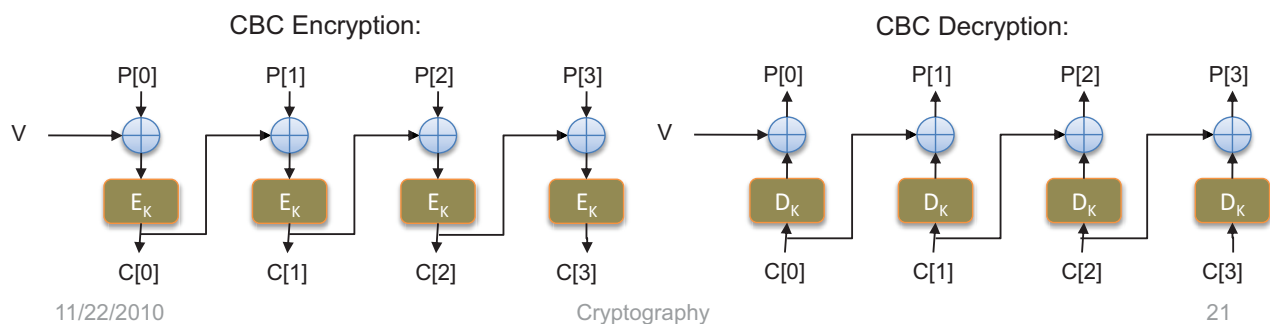 CBC Encryption:
CBC Decryption:
P[0] P[1] P[2] P[3]
P[0] P[1] P[2] P[3]
V
V
E_K E_K E_K E_K
D_K D_K D_K D_K
C[0] C[1] C[2] C[3]
C[0] C[1] C[2] C[3]
11/22/2010
Cryptography
21